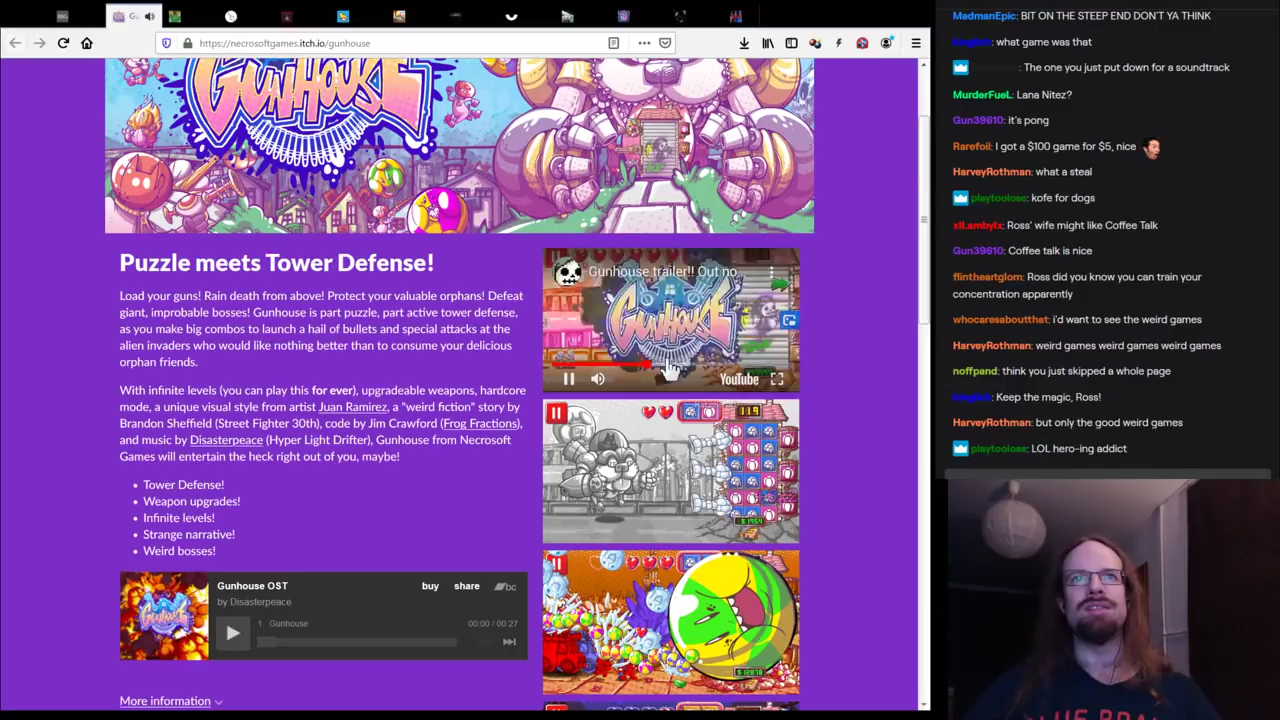 Gu
https://necrosoftgames.itch.io/gunhouse
GUNHOUSE
Puzzle meets Tower Defense!
Load your guns! Rain death from above! Protect your valuable orphans! Defeat
giant, improbable bosses! Gunhouse is part puzzle, part active tower defense,
as you make big combos to launch a hail of bullets and special attacks at the
alien invaders who would like nothing better than to consume your delicious
orphan friends.
With infinite levels (you can play this for ever), upgradeable weapons, hardcore
mode, a unique visual style from artist Juan Ramirez, a "weird fiction" story by
Brandon Sheffield (Street Fighter 30th), code by Jim Crawford (Frog Fractions),
and music by Disasterpeace (Hyper Light Drifter), Gunhouse from Necrosoft
Games will entertain the heck right out of you, maybe!
Tower Defense!
Weapon upgrades!
Infinite levels!
Strange narrative!
Weird bosses!
Gunhouse OST
buy
share
bc
by Disasterpeace
1 Gunhouse
00:00 / 00:27
More information
Gunhouse trailer!! Out no
GUNHOUSE
YouTube
119
$1954
$12878
MadmanEpic: BIT ON THE STEEP END DON'T YA THINK
: what game was that
: The one you just put down for a soundtrack
MurderFueL: Lana Nitez?
Gun39610: it's pong
Rarefoil: I got a $100 game for $5, nice
HarveyRothman: what a steal
playtoolose: kofe for dogs
xlLambylx: Ross' wife might like Coffee Talk
Gun39610: Coffee talk is nice
flintheartglom: Ross did you know you can train your
concentration apparently
whocaresaboutthat: i'd want to see the weird games
HarveyRothman: weird games weird games weird games
noffpand: think you just skipped a whole page
: Keep the magic, Ross!
HarveyRothman: but only the good weird games
playtoolose: LOL hero-ing addict